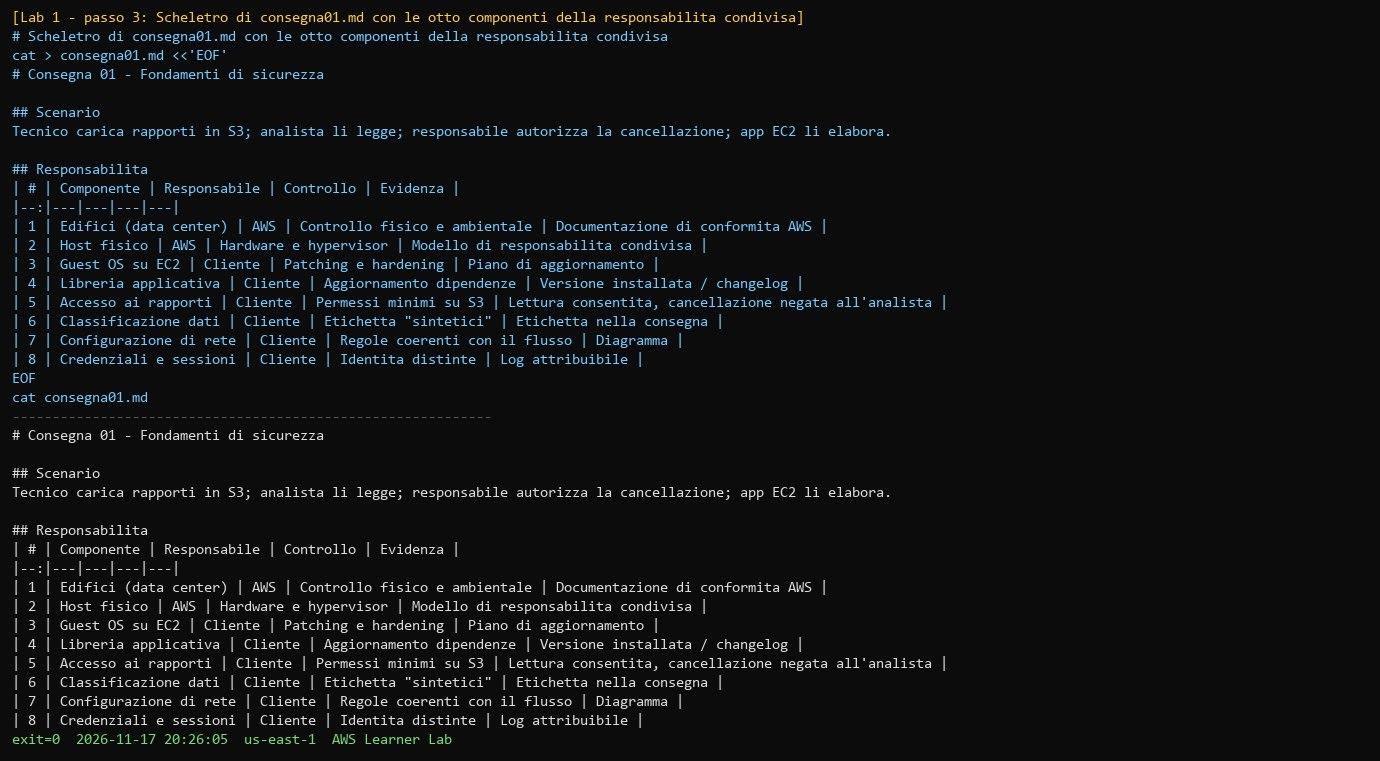 [Lab 1 - passo 3: Scheletro di consegna01.md con le otto componenti della responsabilita condivisa]
# Scheletro di consegna01.md con le otto componenti della responsabilita condivisa
cat > consegna01.md <<'EOF'
# Consegna 01 - Fondamenti di sicurezza

## Scenario
Tecnico carica rapporti in S3; analista li legge; responsabile autorizza la cancellazione; app EC2 li elabora.

## Responsabilita
| # | Componente | Responsabile | Controllo | Evidenza |
|--:|---|---|---|---|
| 1 | Edifici (data center) | AWS | Controllo fisico e ambientale | Documentazione di conformita AWS |
| 2 | Host fisico | AWS | Hardware e hypervisor | Modello di responsabilita condivisa |
| 3 | Guest OS su EC2 | Cliente | Patching e hardening | Piano di aggiornamento |
| 4 | Libreria applicativa | Cliente | Aggiornamento dipendenze | Versione installata / changelog |
| 5 | Accesso ai rapporti | Cliente | Permessi minimi su S3 | Lettura consentita, cancellazione negata all'analista |
| 6 | Classificazione dati | Cliente | Etichetta "sintetici" | Etichetta nella consegna |
| 7 | Configurazione di rete | Cliente | Regole coerenti con il flusso | Diagramma |
| 8 | Credenziali e sessioni | Cliente | Identita distinte | Log attribuibile |
EOF
cat consegna01.md
------------------------------------------------------------
# Consegna 01 - Fondamenti di sicurezza

## Scenario
Tecnico carica rapporti in S3; analista li legge; responsabile autorizza la cancellazione; app EC2 li elabora.

## Responsabilita
| # | Componente | Responsabile | Controllo | Evidenza |
|--:|---|---|---|---|
| 1 | Edifici (data center) | AWS | Controllo fisico e ambientale | Documentazione di conformita AWS |
| 2 | Host fisico | AWS | Hardware e hypervisor | Modello di responsabilita condivisa |
| 3 | Guest OS su EC2 | Cliente | Patching e hardening | Piano di aggiornamento |
| 4 | Libreria applicativa | Cliente | Aggiornamento dipendenze | Versione installata / changelog |
| 5 | Accesso ai rapporti | Cliente | Permessi minimi su S3 | Lettura consentita, cancellazione negata all'analista |
| 6 | Classificazione dati | Cliente | Etichetta "sintetici" | Etichetta nella consegna |
| 7 | Configurazione di rete | Cliente | Regole coerenti con il flusso | Diagramma |
| 8 | Credenziali e sessioni | Cliente | Identita distinte | Log attribuibile |
exit=0  2026-11-17 20:26:05  us-east-1  AWS Learner Lab